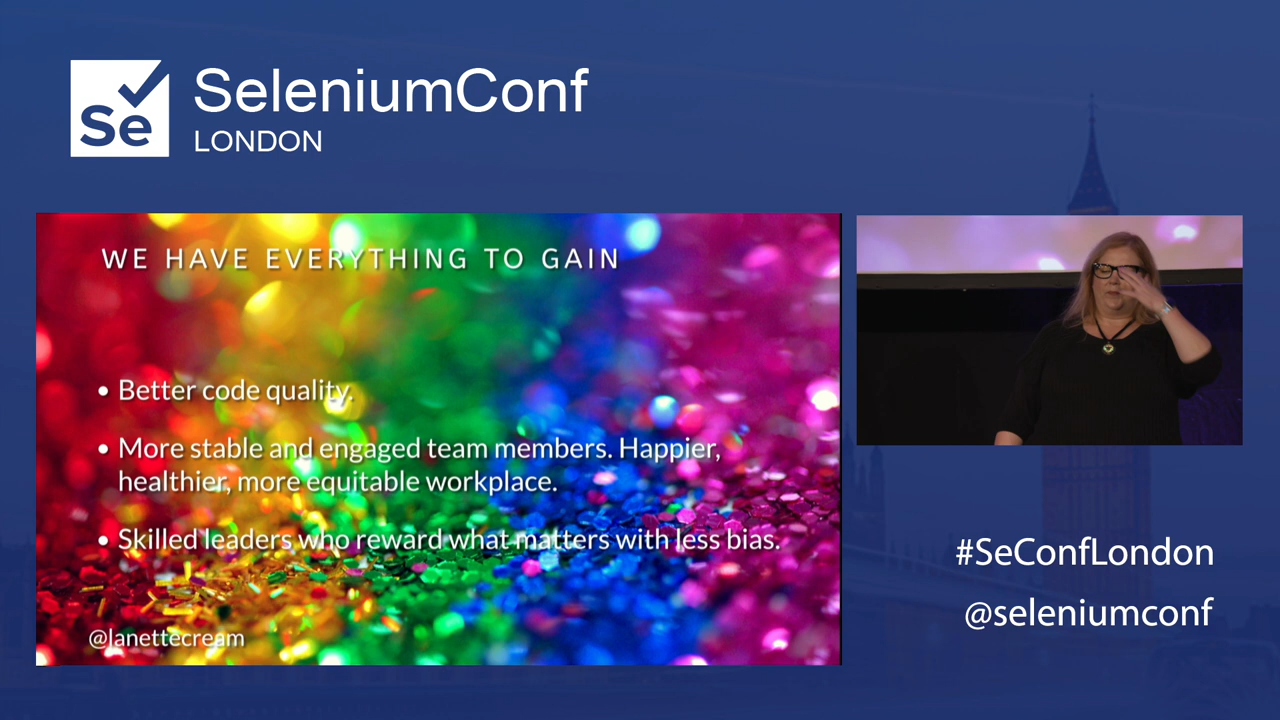 Se
SeleniumConf
LONDON
WE HAVE EVERYTHING TO GAIN
• Better code quality.
• More stable and engaged team members. Happier,
healthier, more equitable workplace.
• Skilled leaders who reward what matters with less bias.
@lanettecream
#SeConfLondon
@seleniumconf